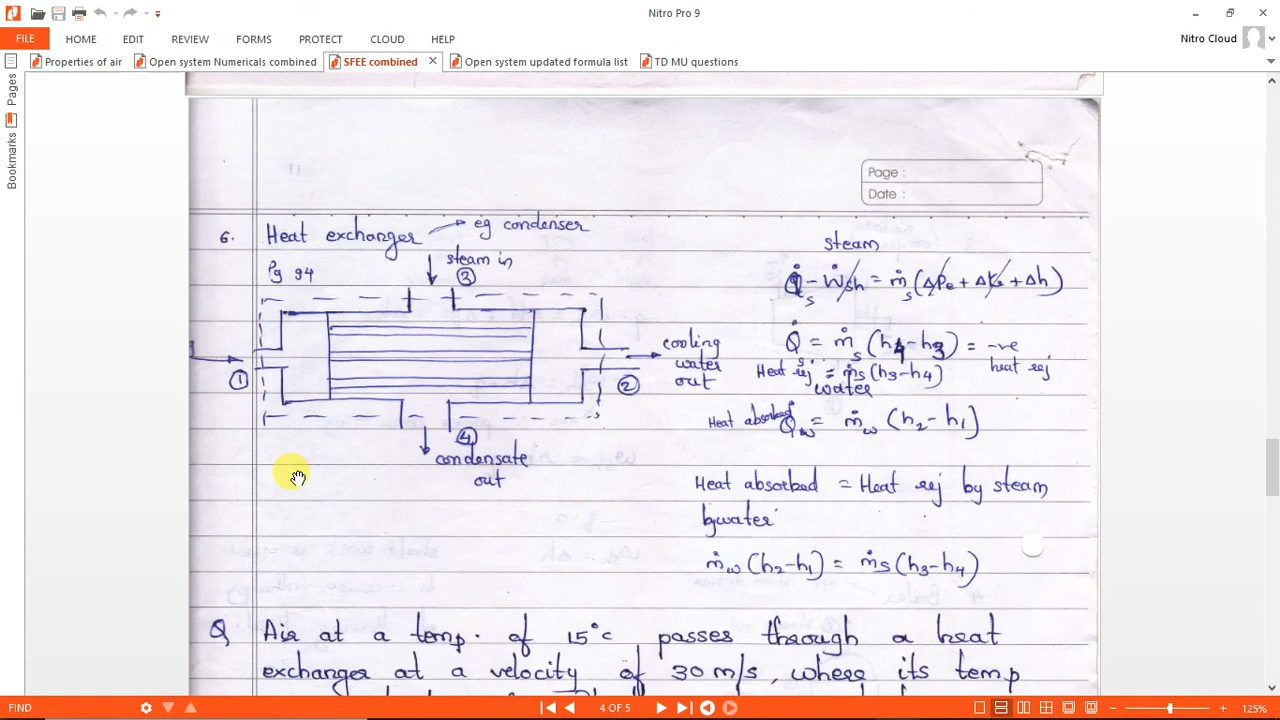 Nitro Pro 9
FILE HOME EDIT REVIEW FORMS PROTECT CLOUD HELP
Nitro Cloud
Properties of air
Open system Numericals combined
SFEE combined
Open system updated formula list
TD MU questions
Pages
Bookmarks
Page :
Date :
6. Heat exchanger → eg condenser
Pg 94
steam in
③
①
cooling
water
out
②
④
condensate
out
steam
Q̇s - Ẇsh = ṁs (ΔPe + ΔKe + Δh)
Q̇s = ṁs (h4 - h3) = -ve
heat rej
Heat rej = ṁs (h3 - h4)
water
Heat absorbed Q̇w = ṁw (h2 - h1)
Heat absorbed = Heat rej by steam
by water
ṁw (h2 - h1) = ṁs (h3 - h4)
Q Air at a temp. of 15°c passes through a heat
exchanger at a velocity of 30 m/s, where its temp
FIND
4 OF 5
125%